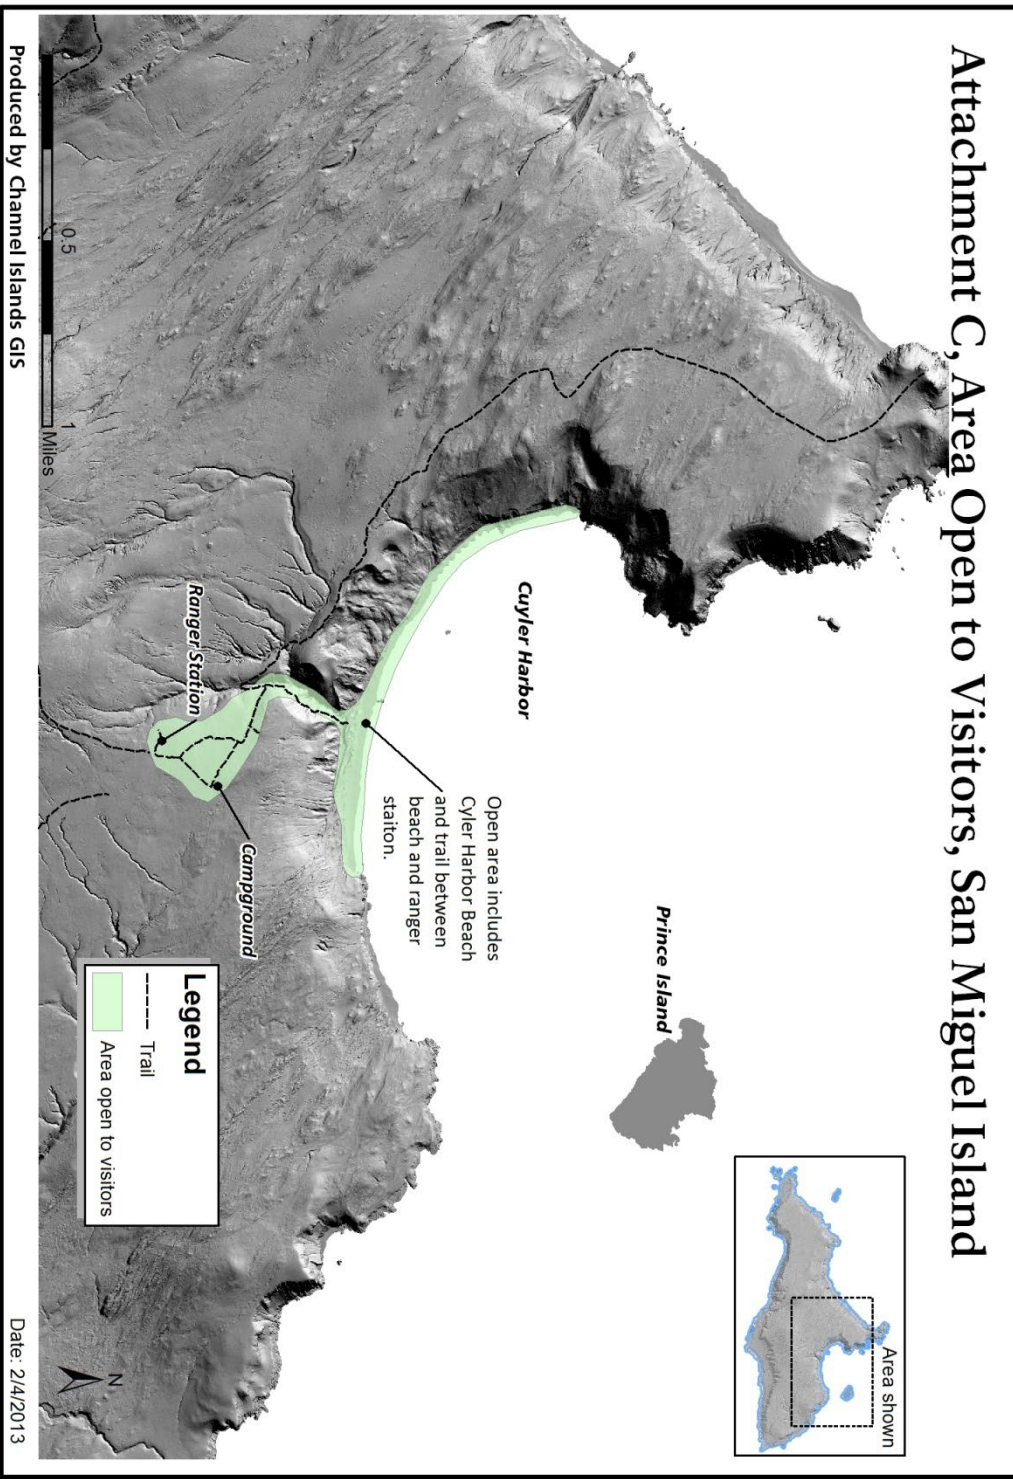 Attachment C, Area Open to Visitors, San Miguel Island
Area shown
Prince Island
Cuyler Harbor
Open area includes
Cyler Harbor Beach
and trail between
beach and ranger
staiton.
Ranger Station
Campground
Legend
Trail
Area open to visitors
N
0.5
1
Miles
Produced by Channel Islands GIS
Date: 2/4/2013